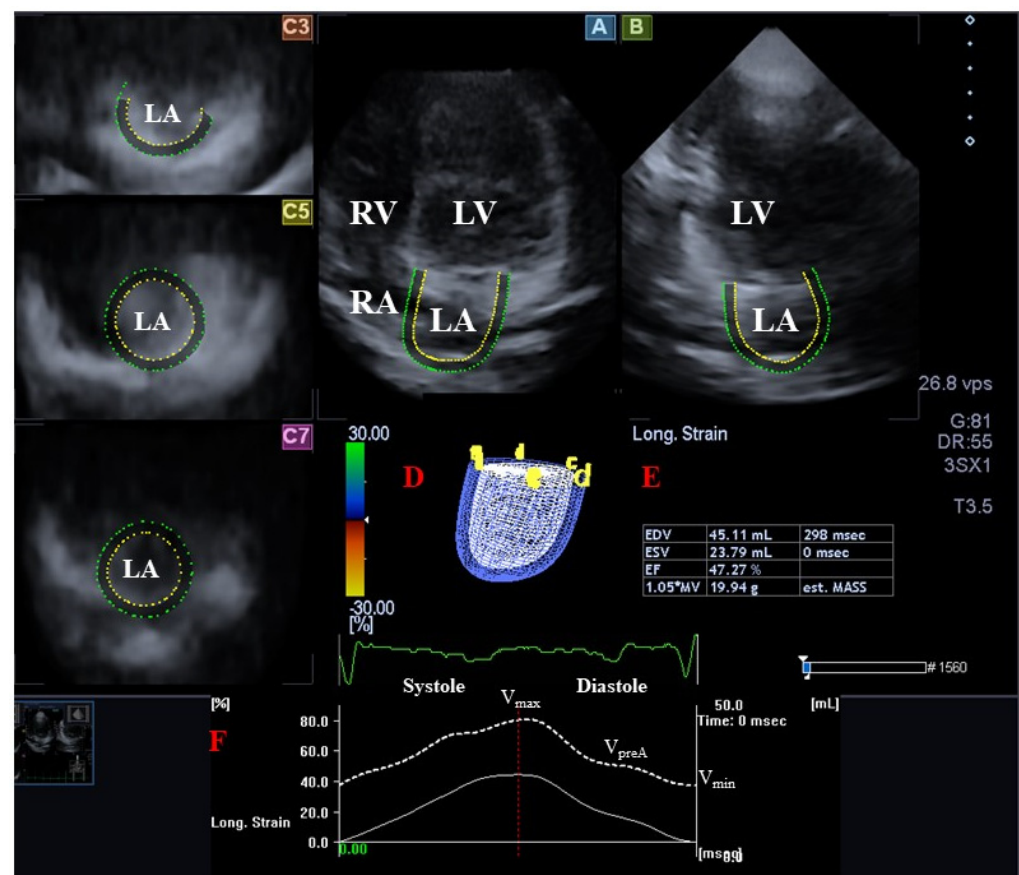 C3
LA
C5
LA
C7
LA
A
RV
LV
RA
LA
B
LV
LA
26.8 vps
G:81
DR:55
3SX1
T3.5
30.00
-30.00
[%]
D
Long. Strain
E
EDV 45.11 mL 298 msec
ESV 23.79 mL 0 msec
EF 47.27 %
1.05*MV 19.94 g est. MASS
# 1560
Systole
Diastole
F
[%]
80.0
60.0
40.0
20.0
0.0
Long. Strain
0.00
Vmax
VpreA
Vmin
50.0
[mL]
Time: 0 msec